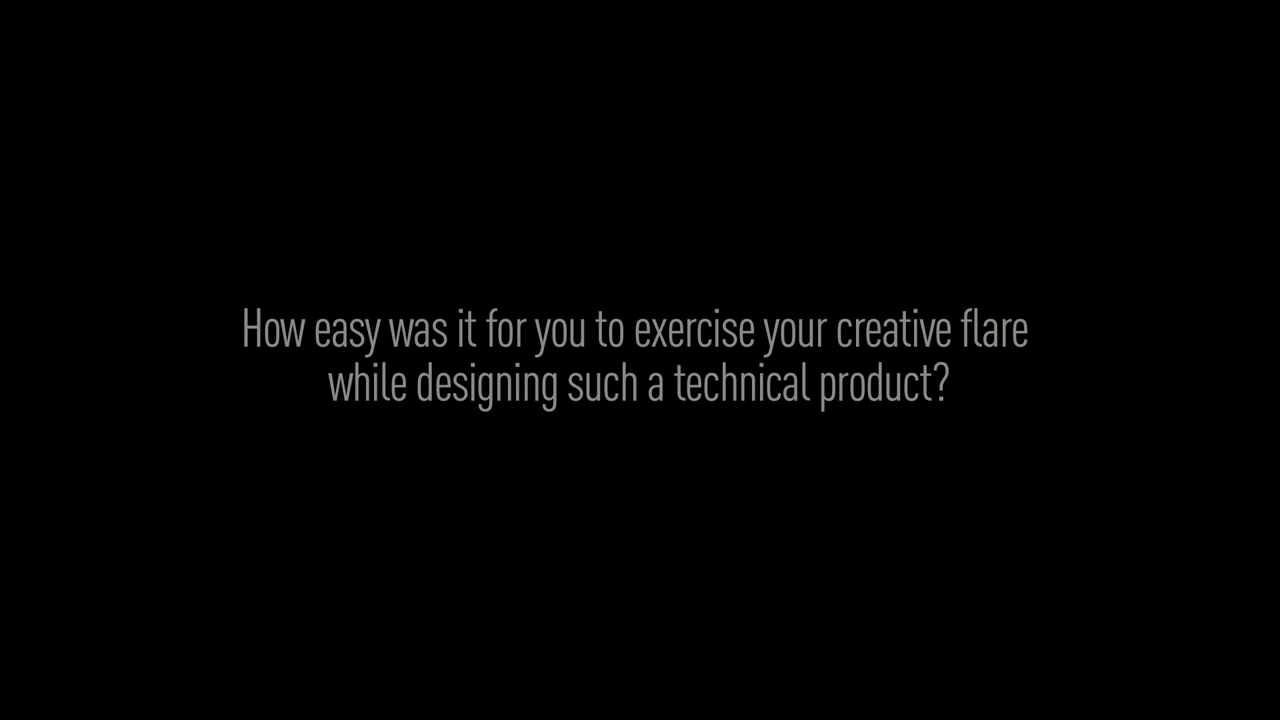 How easy was it for you to exercise your creative flare
while designing such a technical product?